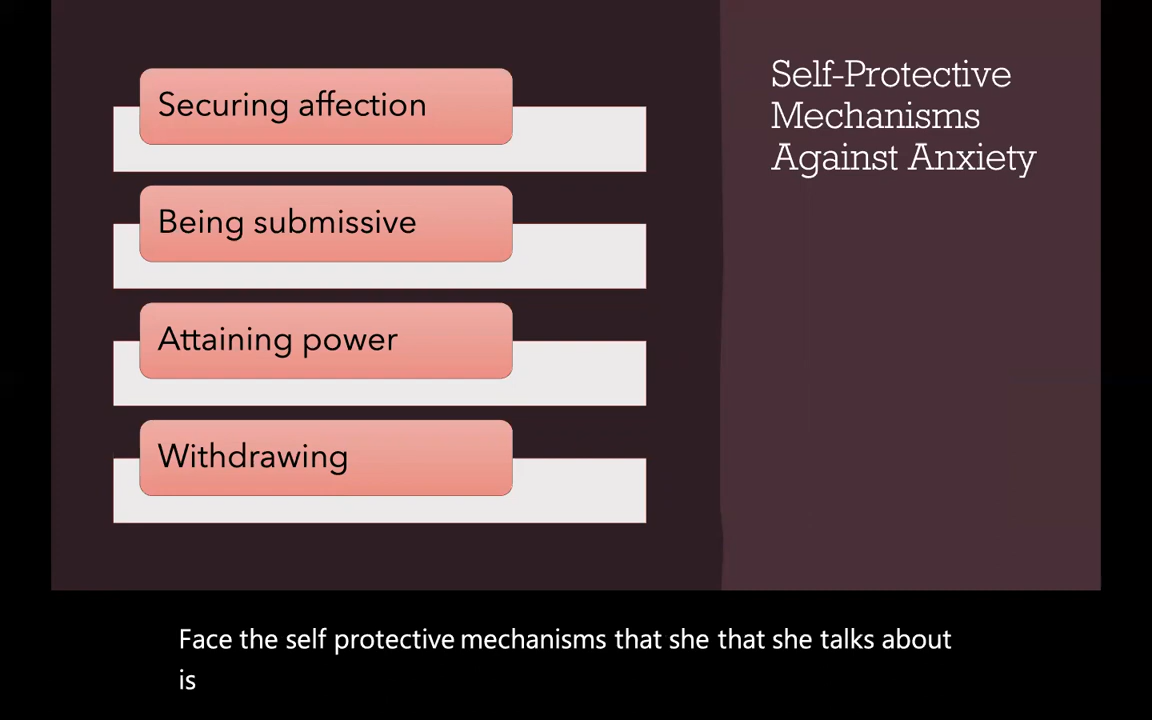 Securing affection
Being submissive
Attaining power
Withdrawing
Self-Protective
Mechanisms
Against Anxiety
Face the self protective mechanisms that she that she talks about
is